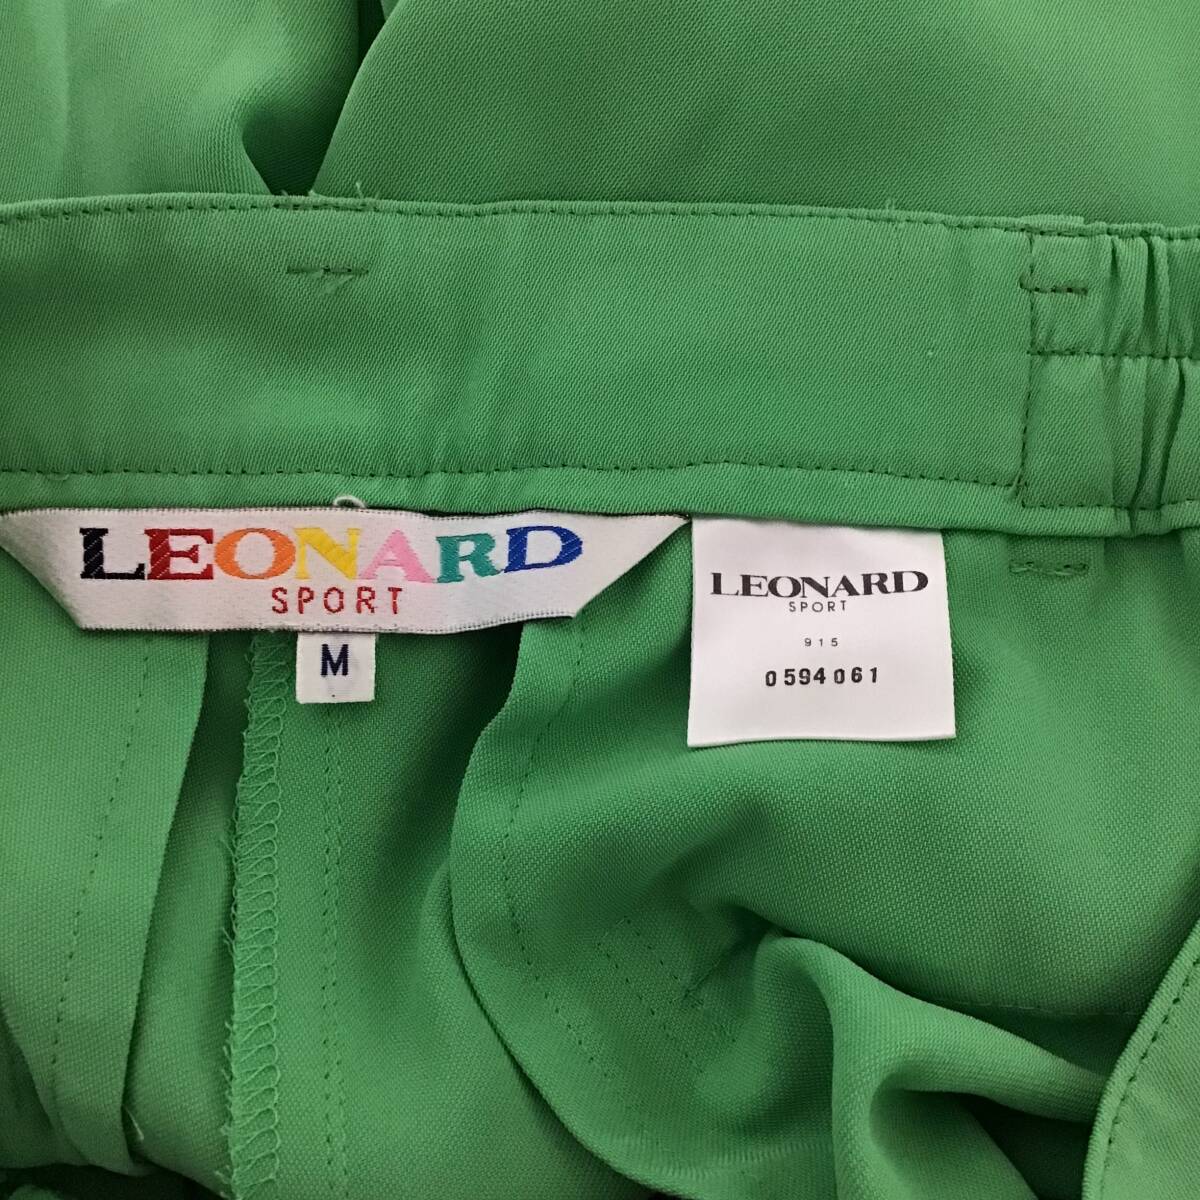 LEONARD
SPORT
M
LEONARD
SPORT
915
0594061